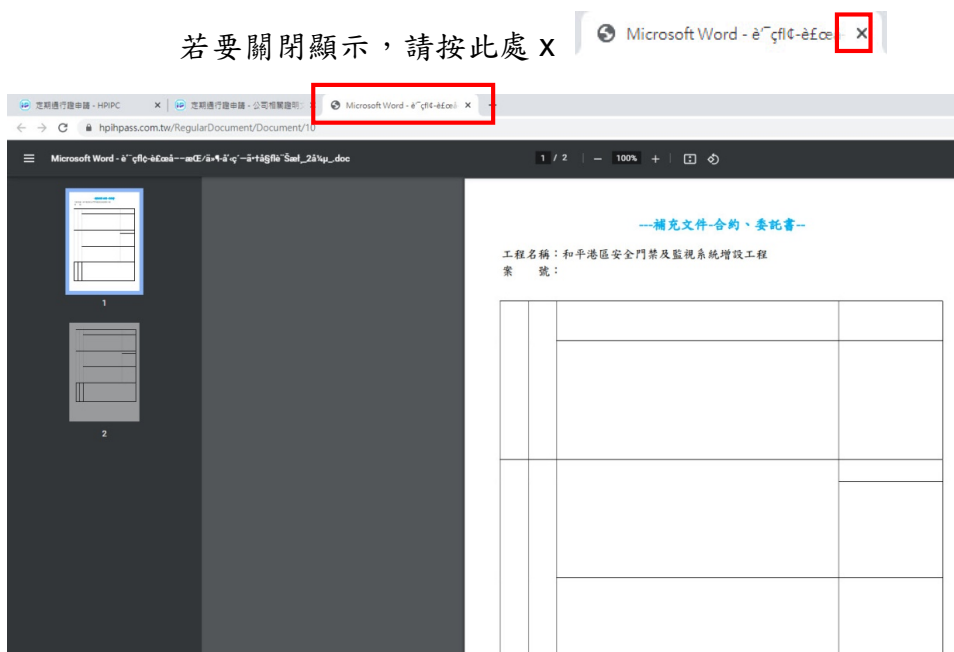 若要關閉顯示，請按此處 x
Microsoft Word - è¨¯çfl¢-è£œ
定期通行證申請 - HPIPC
定期通行證申請 - 公司相關證明
Microsoft Word - è¨¯çfl¢-è£œå
hpihpass.com.tw/RegularDocument/Document/10
Microsoft Word -
1 / 2
100%
1
2
---補充文件-合約、委託書--
工程名稱：和平港區安全門禁及監視系統增設工程
案 號：